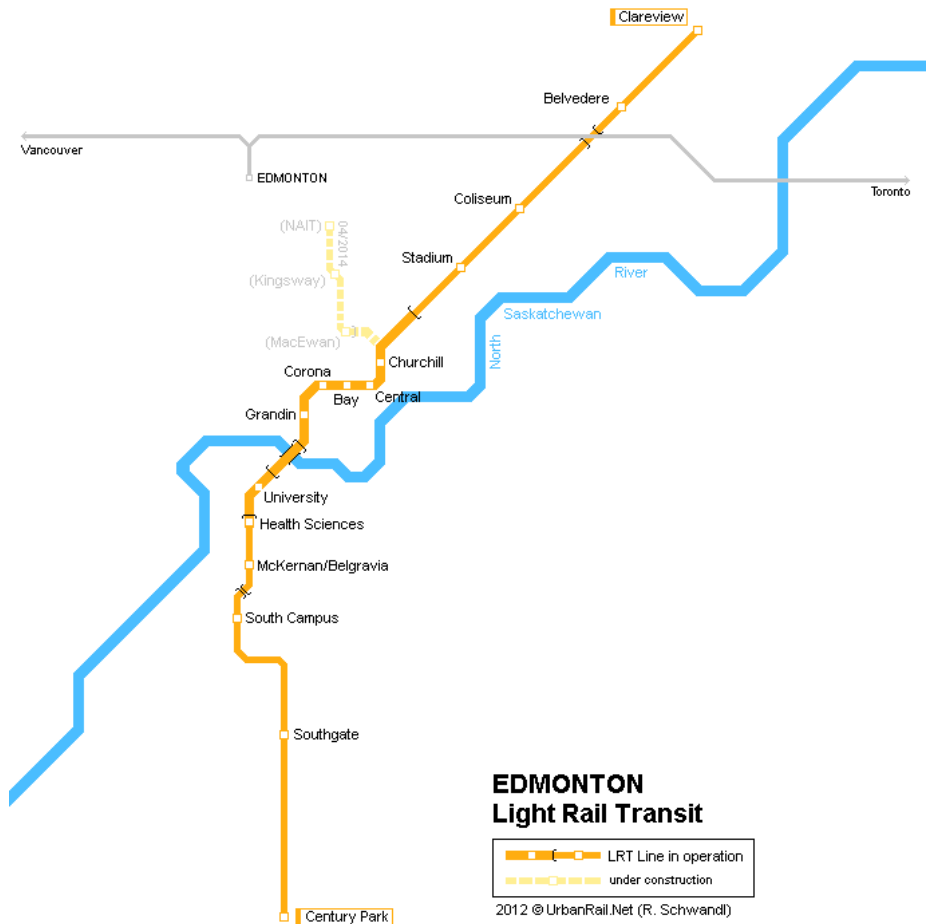 Clareview
Belvedere
Vancouver
EDMONTON
Toronto
Coliseum
(NAIT)
04/2014
Stadium
(Kingsway)
River
Saskatchewan
North
(MacEwan)
Churchill
Corona
Bay
Central
Grandin
University
Health Sciences
McKernan/Belgravia
South Campus
Southgate
Century Park
EDMONTON
Light Rail Transit
LRT Line in operation
under construction
2012 © UrbanRail.Net (R. Schwandl)